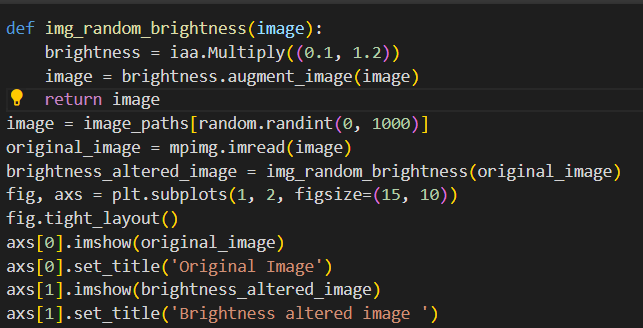 def img_random_brightness(image):
    brightness = iaa.Multiply((0.1, 1.2))
    image = brightness.augment_image(image)
    return image
image = image_paths[random.randint(0, 1000)]
original_image = mpimg.imread(image)
brightness_altered_image = img_random_brightness(original_image)
fig, axs = plt.subplots(1, 2, figsize=(15, 10))
fig.tight_layout()
axs[0].imshow(original_image)
axs[0].set_title('Original Image')
axs[1].imshow(brightness_altered_image)
axs[1].set_title('Brightness altered image ')